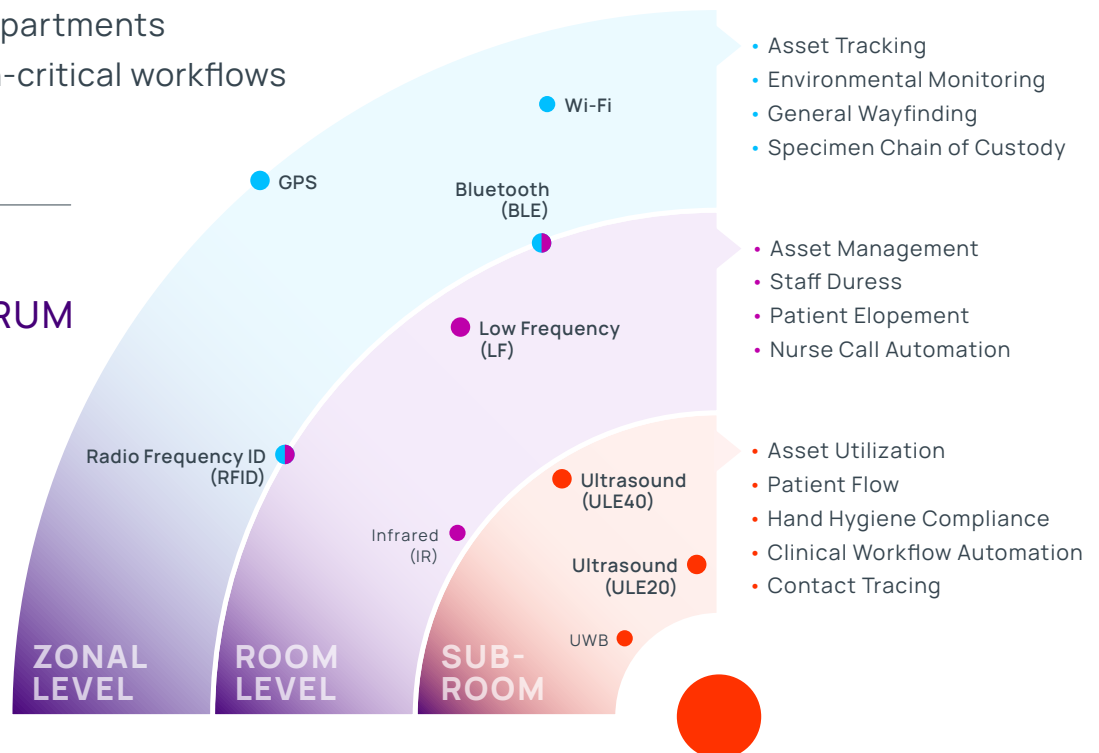 partments
-critical workflows
RUM
Wi-Fi
GPS
Bluetooth
(BLE)
Low Frequency
(LF)
Radio Frequency ID
(RFID)
Infrared
(IR)
Ultrasound
(ULE40)
Ultrasound
(ULE20)
UWB
ZONAL
LEVEL
ROOM
LEVEL
SUB-
ROOM
• Asset Tracking
• Environmental Monitoring
• General Wayfinding
• Specimen Chain of Custody
• Asset Management
• Staff Duress
• Patient Elopement
• Nurse Call Automation
• Asset Utilization
• Patient Flow
• Hand Hygiene Compliance
• Clinical Workflow Automation
• Contact Tracing